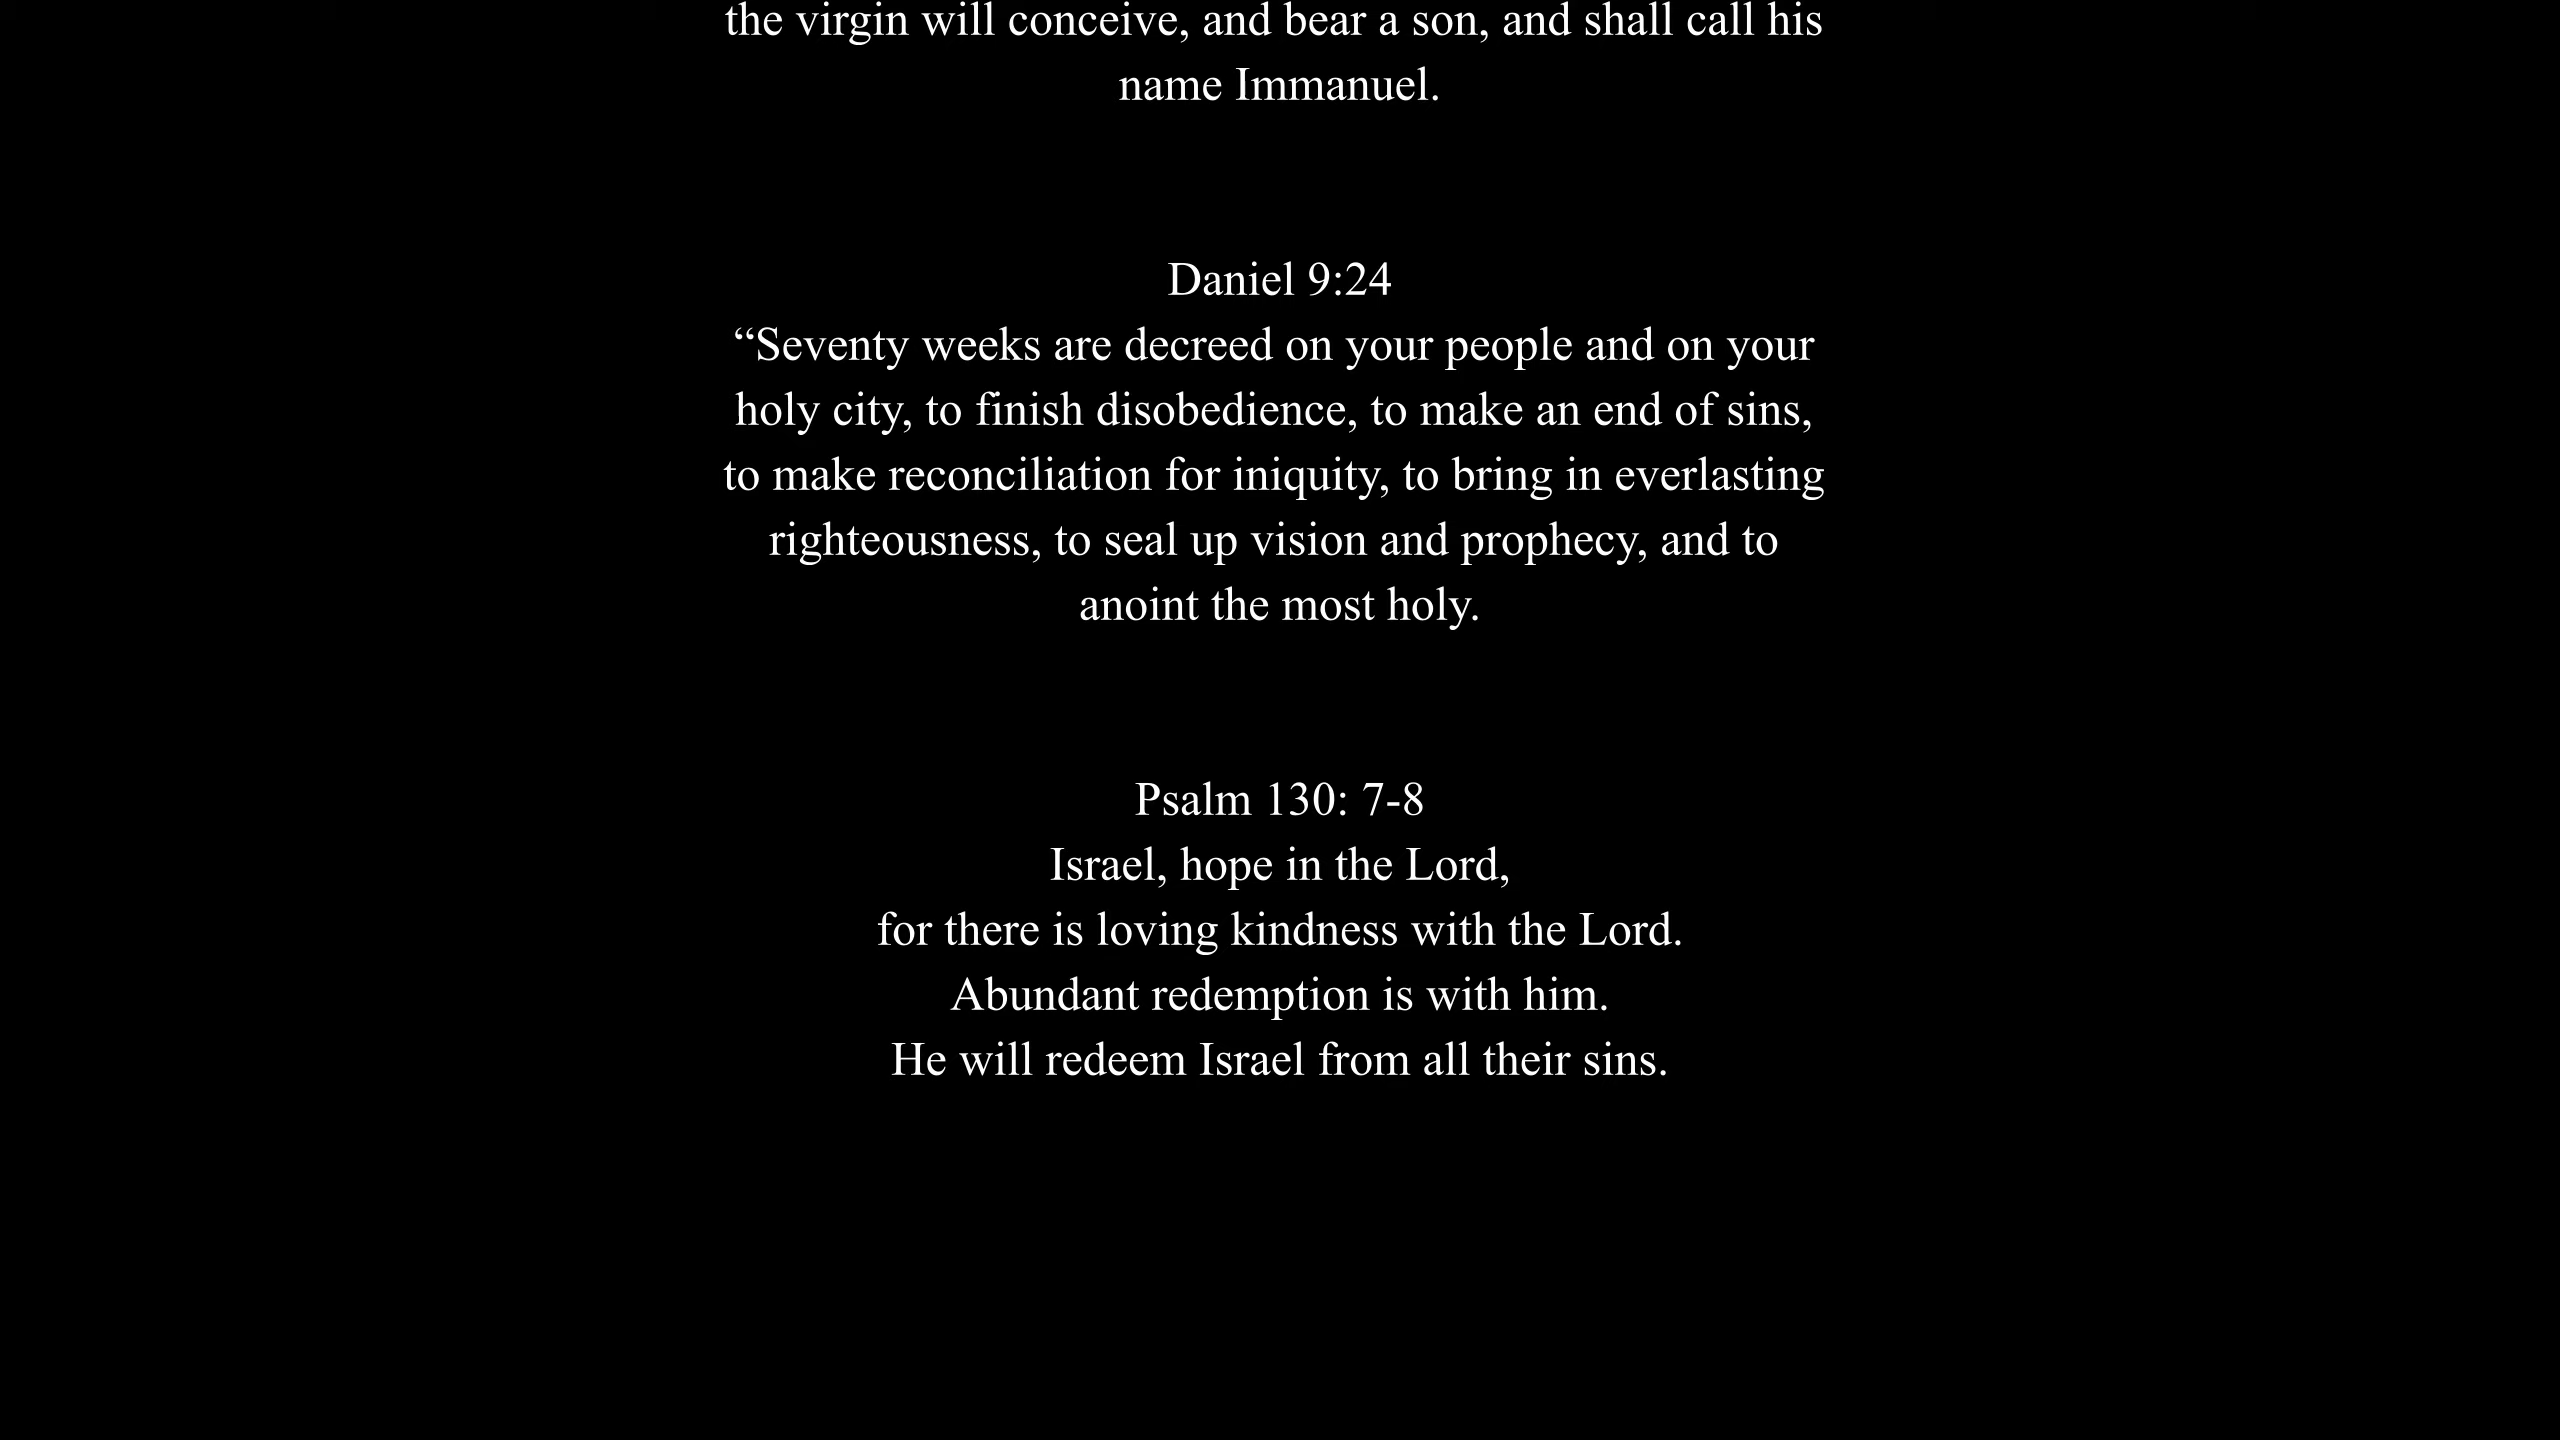 the virgin will conceive, and bear a son, and shall call his
name Immanuel.
Daniel 9:24
“Seventy weeks are decreed on your people and on your
holy city, to finish disobedience, to make an end of sins,
to make reconciliation for iniquity, to bring in everlasting
righteousness, to seal up vision and prophecy, and to
anoint the most holy.
Psalm 130: 7-8
Israel, hope in the Lord,
for there is loving kindness with the Lord.
Abundant redemption is with him.
He will redeem Israel from all their sins.